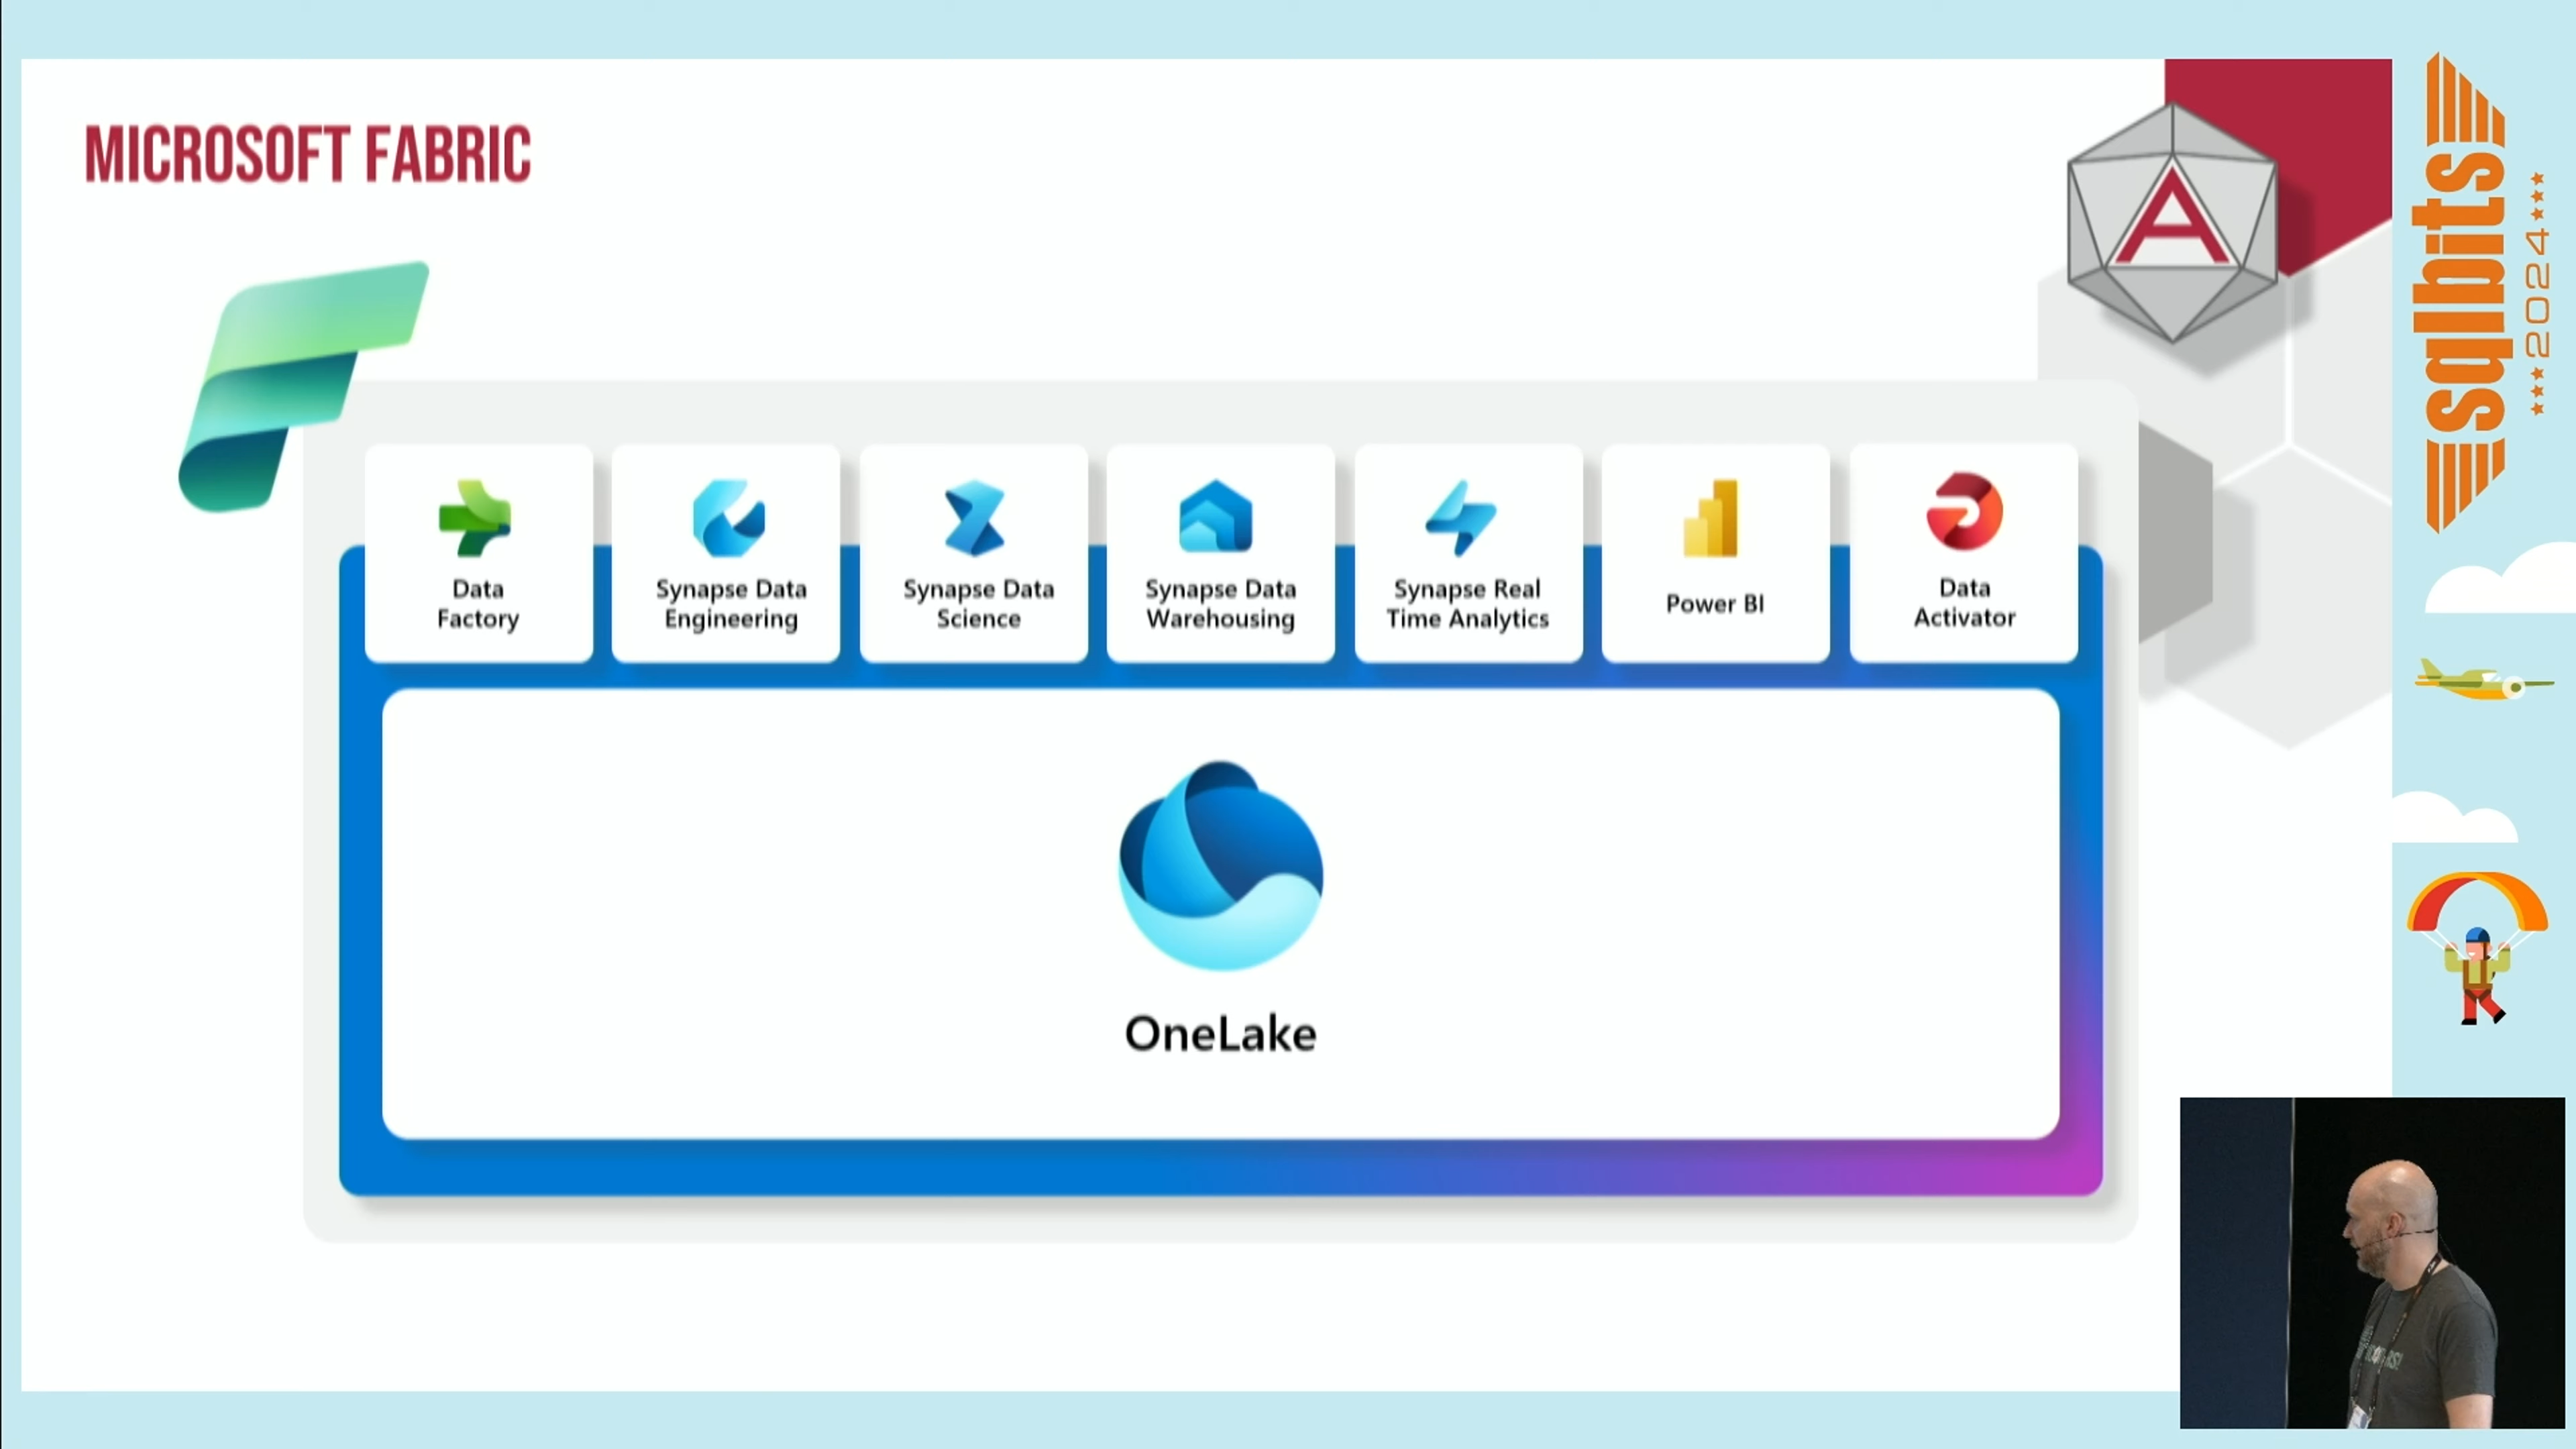 MICROSOFT FABRIC
A
sqlbits
2024
Data
Factory
Synapse Data
Engineering
Synapse Data
Science
Synapse Data
Warehousing
Synapse Real
Time Analytics
Power BI
Data
Activator
OneLake